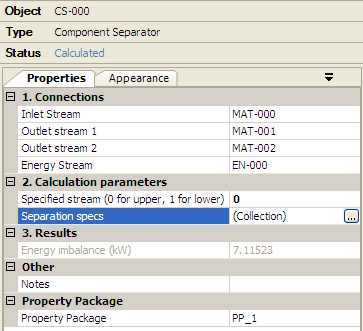 Object CS-000
Type Component Separator
Status Calculated
Properties Appearance
1. Connections
Inlet Stream MAT-000
Outlet stream 1 MAT-001
Outlet stream 2 MAT-002
Energy Stream EN-000
2. Calculation parameters
Specified stream (0 for upper, 1 for lower) 0
Separation specs (Collection) ...
3. Results
Energy imbalance (kW) 7.11523
Other
Notes
Property Package
Property Package PP_1